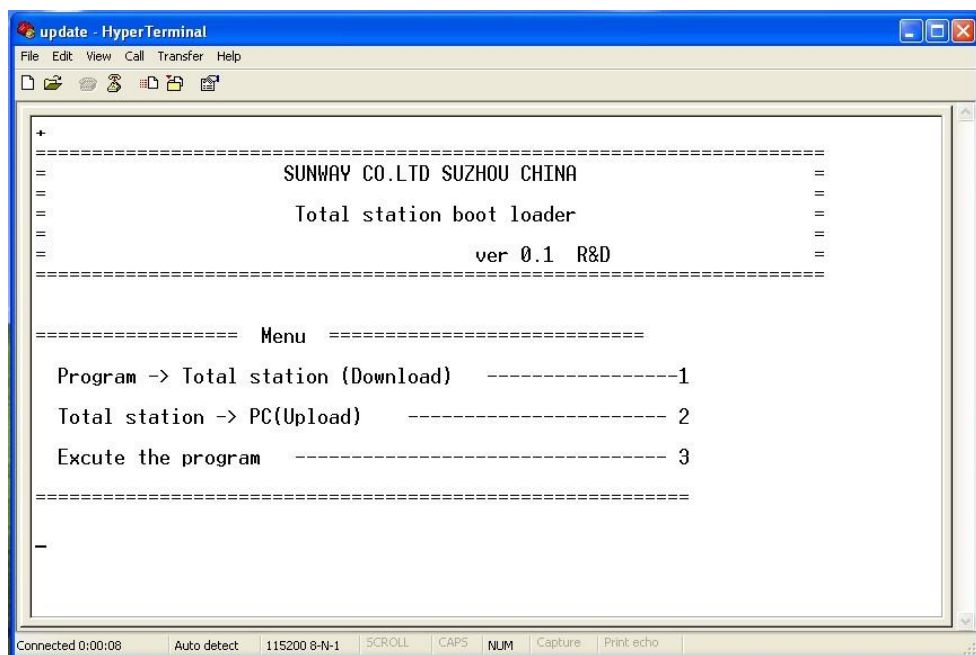 update - HyperTerminal
File Edit View Call Transfer Help
+
======================================================================
= SUNWAY CO.LTD SUZHOU CHINA =
= =
= Total station boot loader =
= =
= ver 0.1 R&D =
======================================================================
================== Menu ============================
Program -> Total station (Download) -----------------1
Total station -> PC(Upload) ----------------------- 2
Excute the program --------------------------------- 3
==========================================================
_
Connected 0:00:08 Auto detect 115200 8-N-1 SCROLL CAPS NUM Capture Print echo